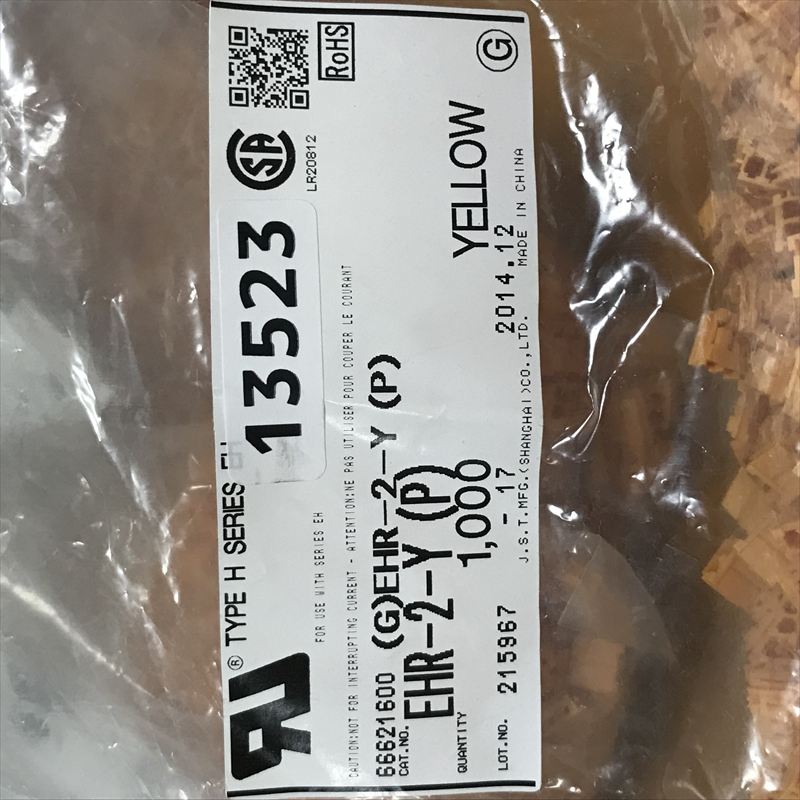 ® TYPE H SERIES
13523
LR20812
RoHS
FOR USE WITH SERIES EH
CAUTION:NOT FOR INTERRUPTING CURRENT - ATTENTION:NE PAS UTILISER POUR COUPER LE COURANT
66621600 (G)EHR-2-Y(P)
CAT.NO. EHR-2-Y(P) YELLOW G
QUANTITY 1,000
LOT.NO. 215967 -17 2014.12
J.S.T.MFG.(SHANGHAI)CO.,LTD. MADE IN CHINA